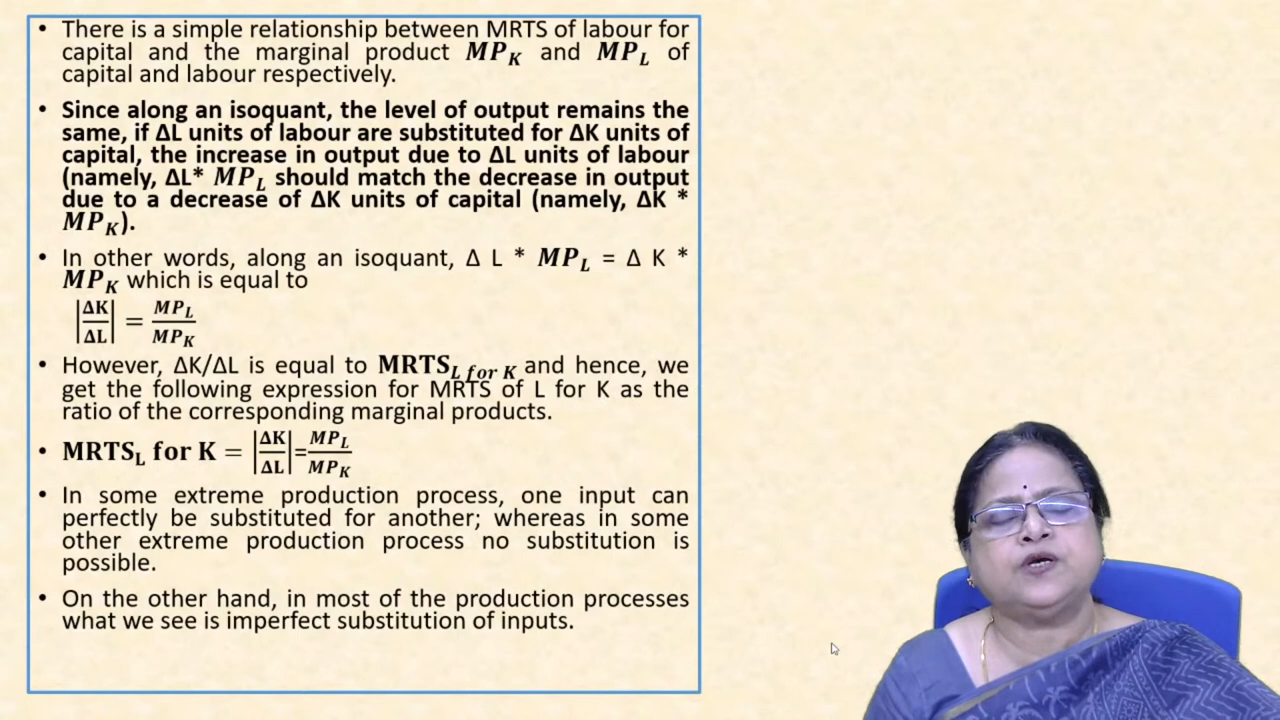 • There is a simple relationship between MRTS of labour for
capital and the marginal product MP_K and MP_L of
capital and labour respectively.
• Since along an isoquant, the level of output remains the
same, if ΔL units of labour are substituted for ΔK units of
capital, the increase in output due to ΔL units of labour
(namely, ΔL* MP_L should match the decrease in output
due to a decrease of ΔK units of capital (namely, ΔK *
MP_K).
• In other words, along an isoquant, Δ L * MP_L = Δ K *
MP_K which is equal to
|ΔK/ΔL| = MP_L/MP_K
• However, ΔK/ΔL is equal to MRTS_L for K and hence, we
get the following expression for MRTS of L for K as the
ratio of the corresponding marginal products.
• MRTS_L for K = |ΔK/ΔL|=MP_L/MP_K
• In some extreme production process, one input can
perfectly be substituted for another; whereas in some
other extreme production process no substitution is
possible.
• On the other hand, in most of the production processes
what we see is imperfect substitution of inputs.